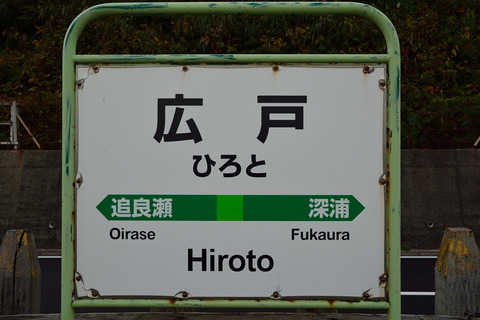 広戸
ひろと
追良瀬 深浦
Oirase Fukaura
Hiroto